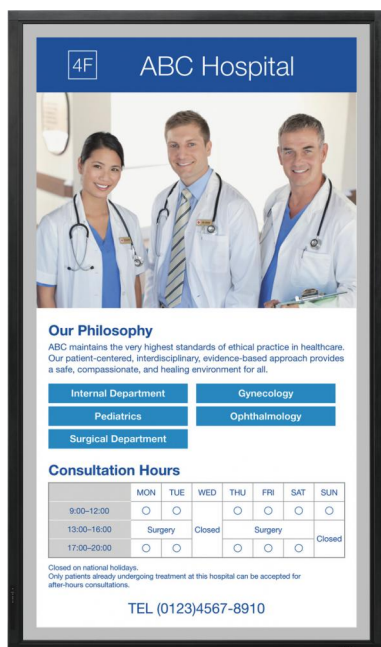 4F ABC Hospital
Our Philosophy
ABC maintains the very highest standards of ethical practice in healthcare.
Our patient-centered, interdisciplinary, evidence-based approach provides
a safe, compassionate, and healing environment for all.
Internal Department Gynecology
Pediatrics Ophthalmology
Surgical Department
Consultation Hours
MON TUE WED THU FRI SAT SUN
9:00–12:00 ○ ○ ○ ○ ○ ○
13:00–16:00 Surgery Closed Surgery Closed
17:00–20:00 ○ ○ ○ ○ ○
Closed on national holidays.
Only patients already undergoing treatment at this hospital can be accepted for
after-hours consultations.
TEL (0123)4567-8910